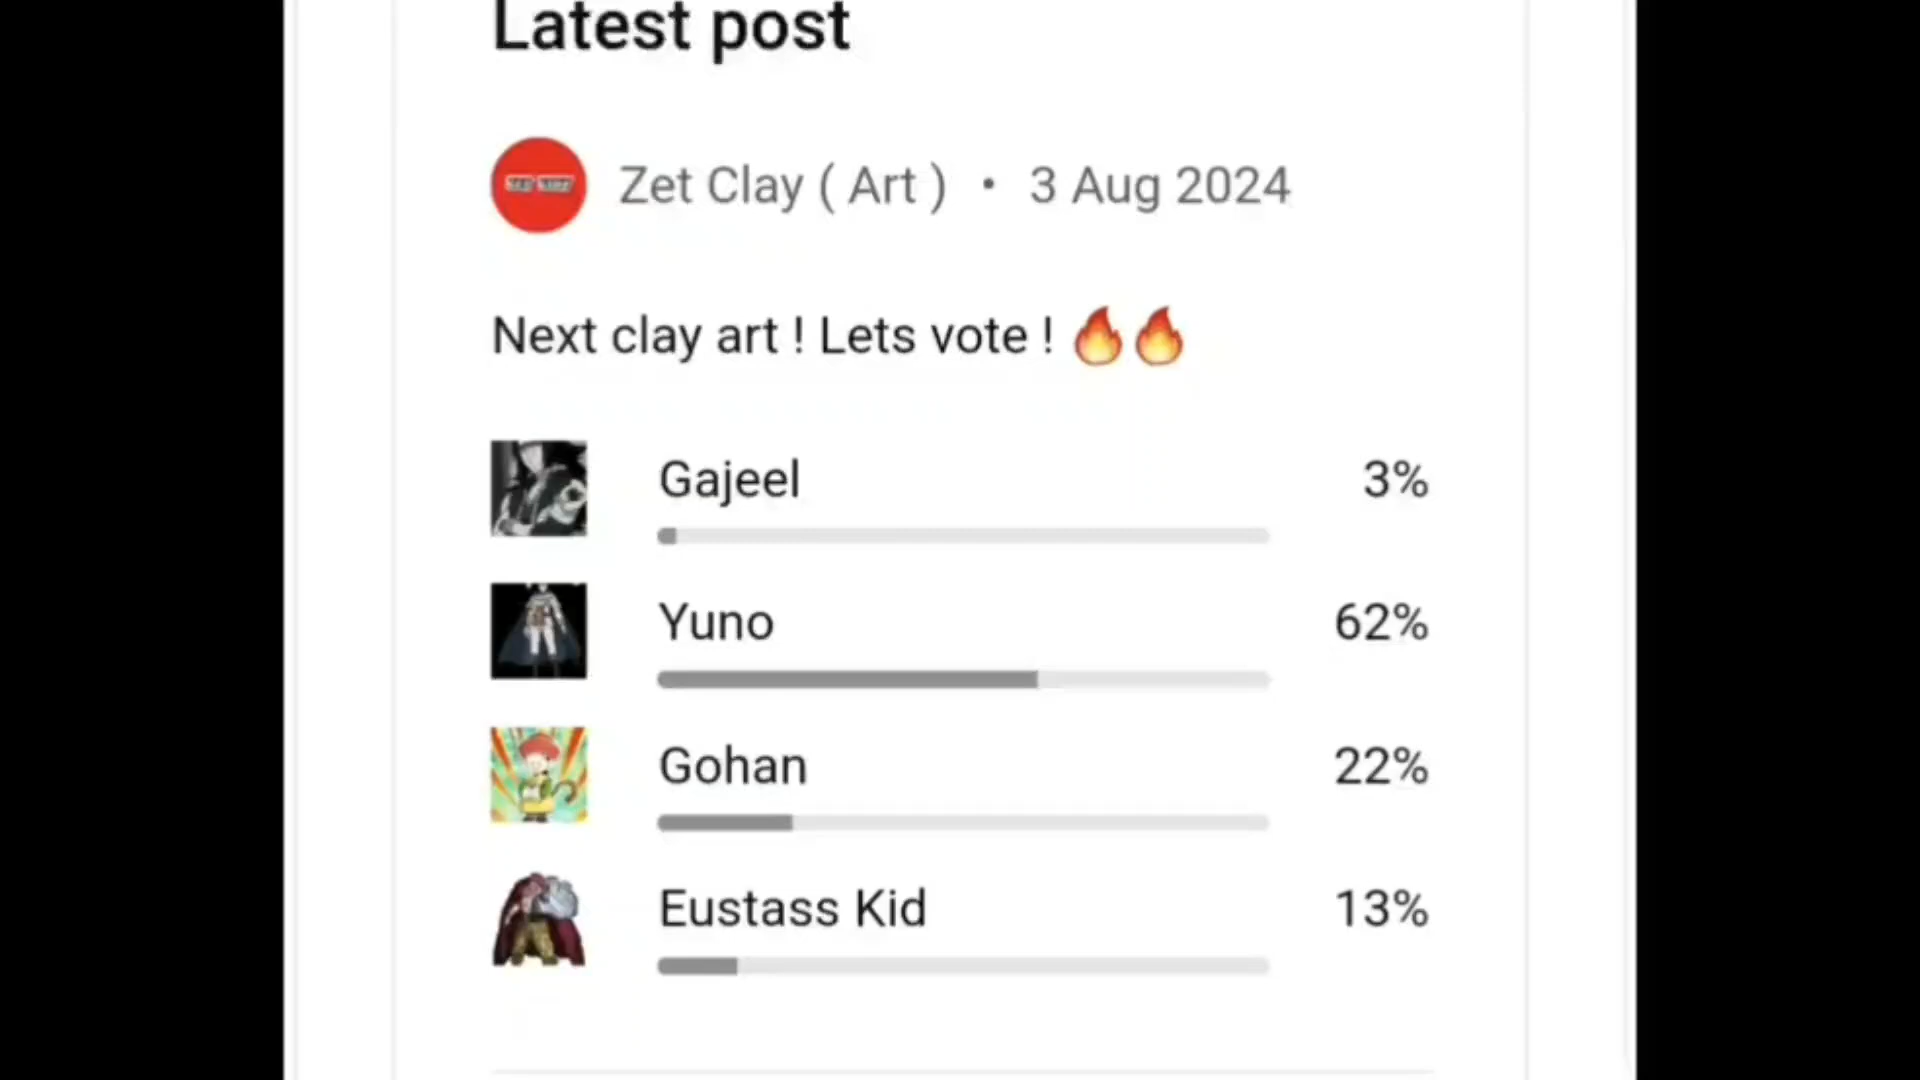 Latest post
Zet Clay ( Art ) • 3 Aug 2024
Next clay art ! Lets vote ! 🔥🔥
Gajeel 3%
Yuno 62%
Gohan 22%
Eustass Kid 13%